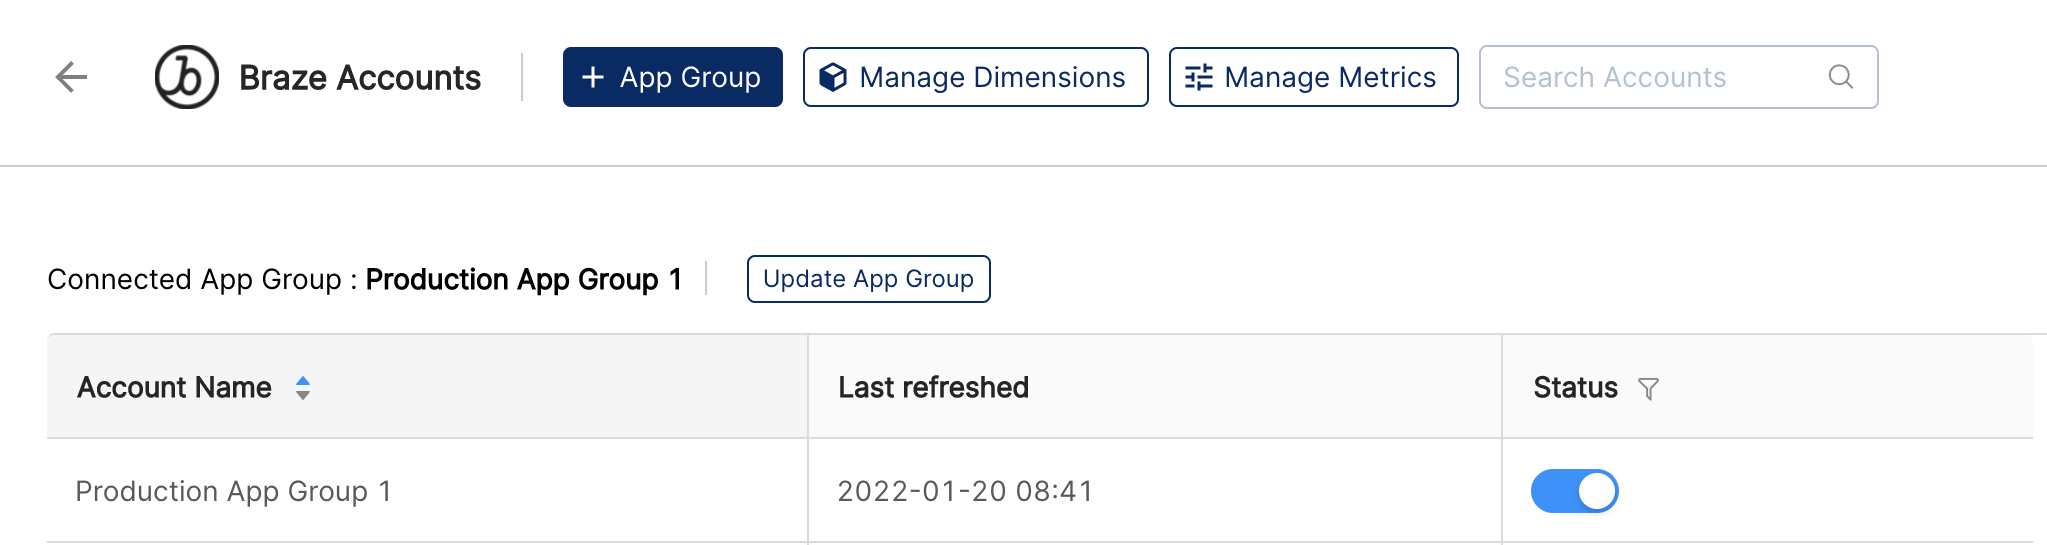 Braze Accounts + App Group Manage Dimensions Manage Metrics Search Accounts
Connected App Group : Production App Group 1 Update App Group
Account Name Last refreshed Status
Production App Group 1 2022-01-20 08:41